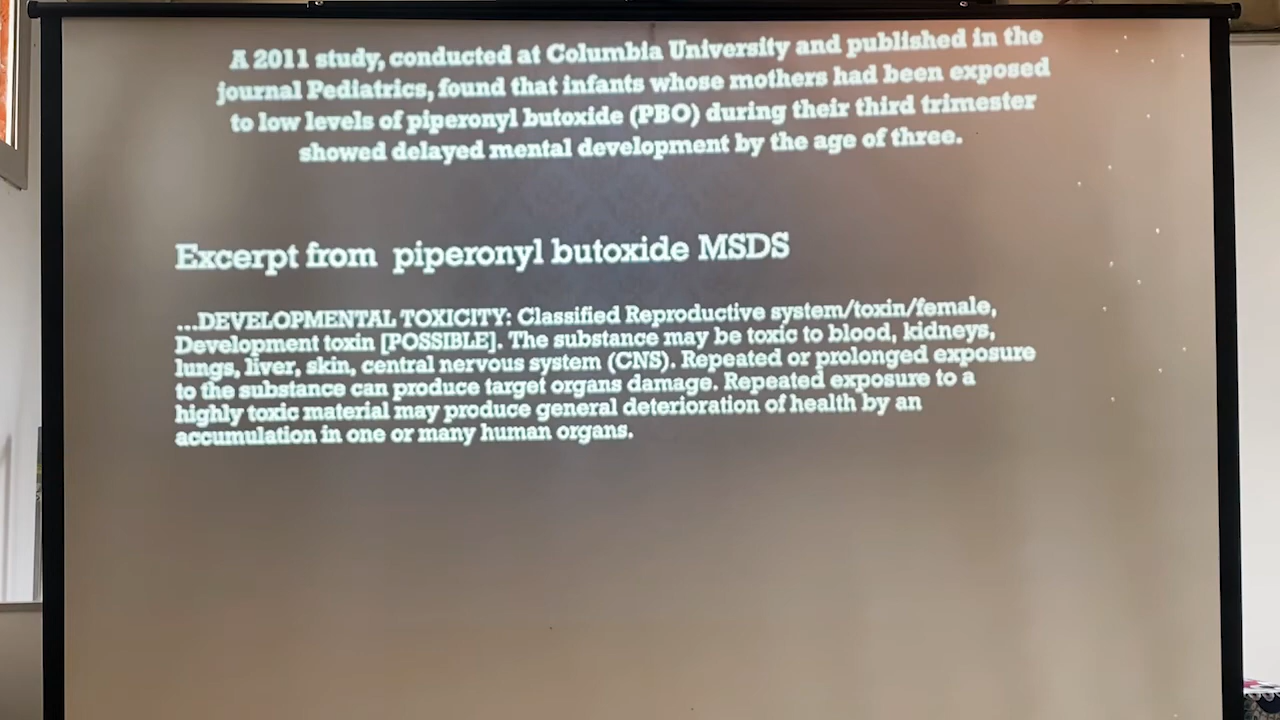 A 2011 study, conducted at Columbia University and published in the
journal Pediatrics, found that infants whose mothers had been exposed
to low levels of piperonyl butoxide (PBO) during their third trimester
showed delayed mental development by the age of three.
Excerpt from piperonyl butoxide MSDS
...DEVELOPMENTAL TOXICITY: Classified Reproductive system/toxin/female,
Development toxin [POSSIBLE]. The substance may be toxic to blood, kidneys,
lungs, liver, skin, central nervous system (CNS). Repeated or prolonged exposure
to the substance can produce target organs damage. Repeated exposure to a
highly toxic material may produce general deterioration of health by an
accumulation in one or many human organs.